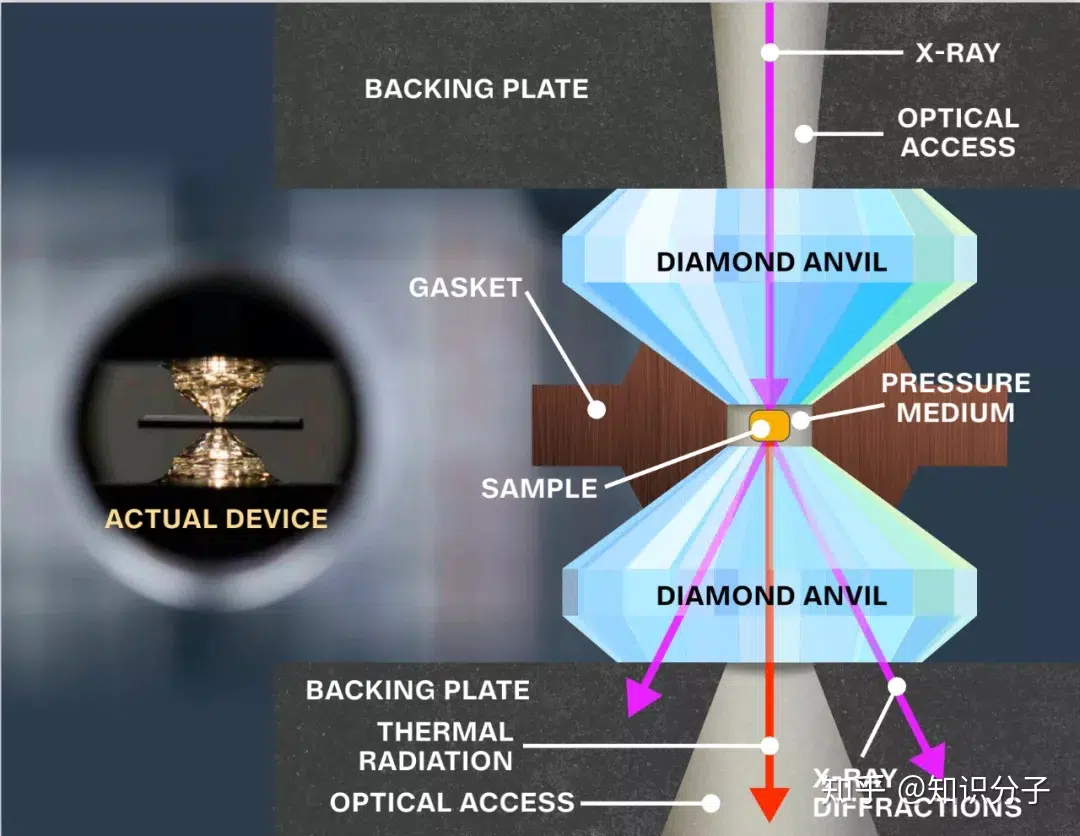 X-RAY
BACKING PLATE
OPTICAL
ACCESS
DIAMOND ANVIL
GASKET
PRESSURE
MEDIUM
SAMPLE
ACTUAL DEVICE
DIAMOND ANVIL
BACKING PLATE
THERMAL
RADIATION
X-RAY
知乎 @知识分子
DIFFRACTIONS
OPTICAL ACCESS